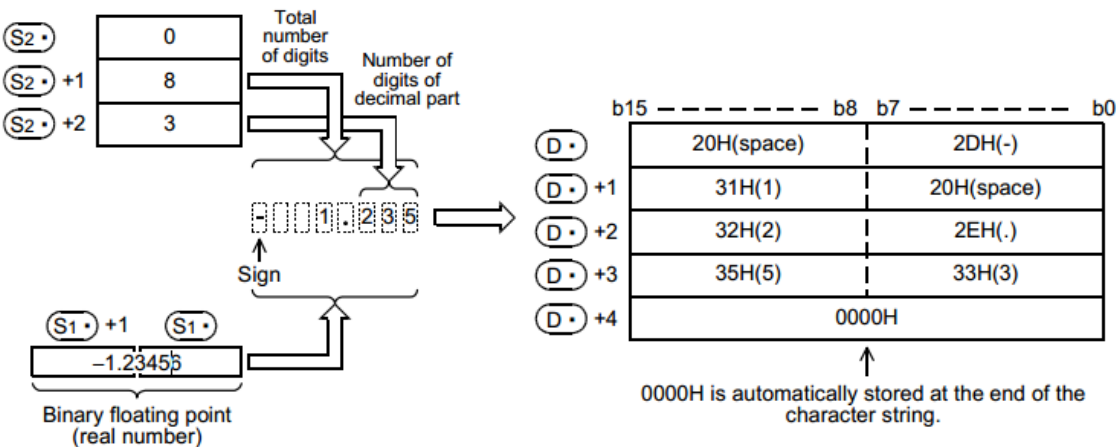 S2・ 0
S2・ +1 8
S2・ +2 3
Total
number
of digits
Number of
digits of
decimal part
- 1 . 2 3 5
Sign
S1・ +1 S1・
–1.23456
Binary floating point
(real number)
b15 b8 b7 b0
D・ 20H(space) 2DH(-)
D・ +1 31H(1) 20H(space)
D・ +2 32H(2) 2EH(.)
D・ +3 35H(5) 33H(3)
D・ +4 0000H
0000H is automatically stored at the end of the
character string.